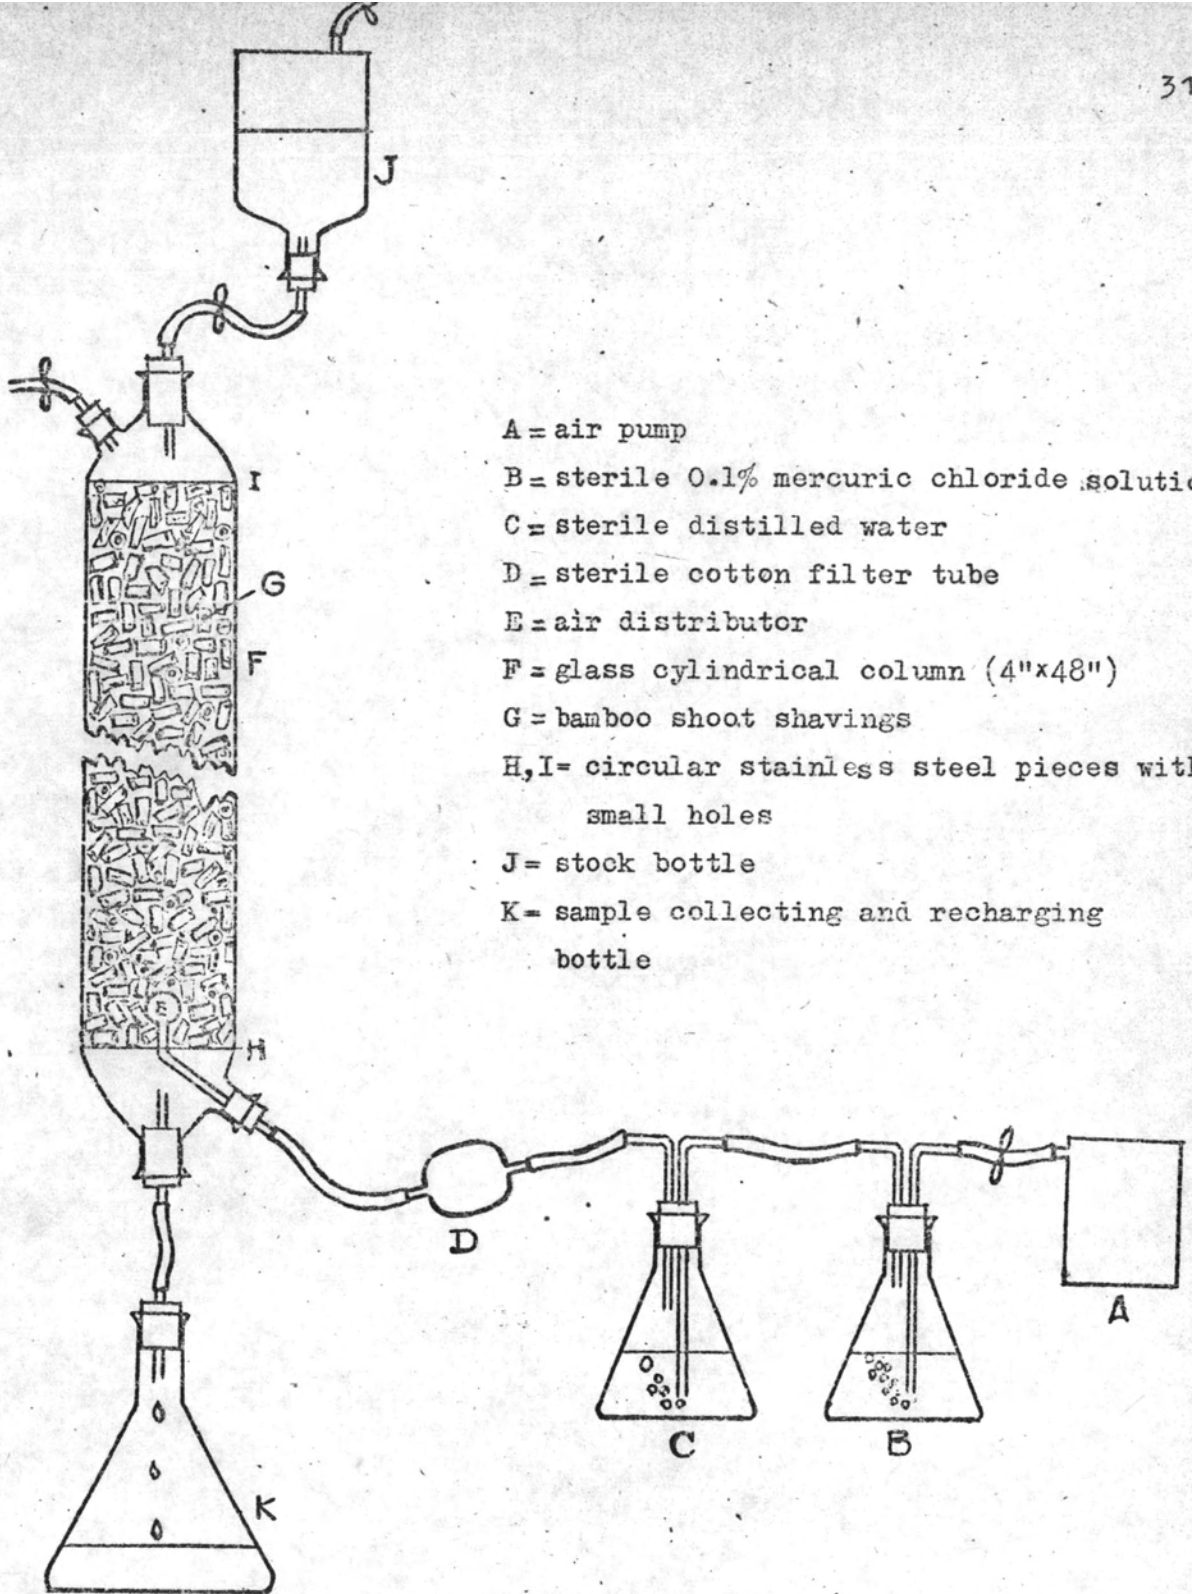 31
J
I
G
F
E
H
D
C
B
A
K
A = air pump
B = sterile 0.1% mercuric chloride solutio
C = sterile distilled water
D = sterile cotton filter tube
E = air distributor
F = glass cylindrical column (4"x48")
G = bamboo shoot shavings
H,I= circular stainless steel pieces wit
small holes
J= stock bottle
K= sample collecting and recharging
bottle